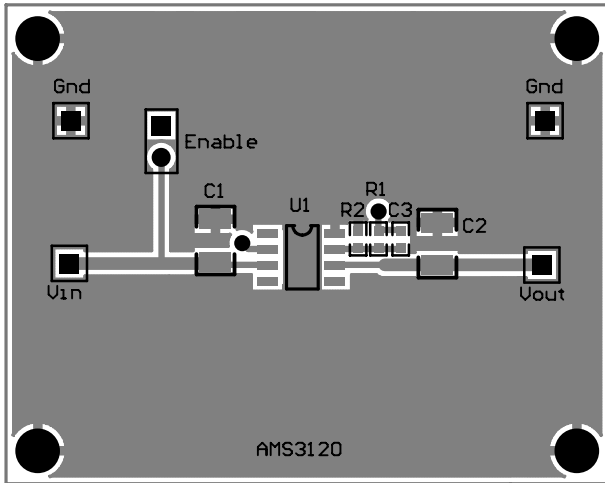 Gnd
Gnd
Enable
C1
U1
R1
R2
C3
C2
Vin
Vout
AMS3120